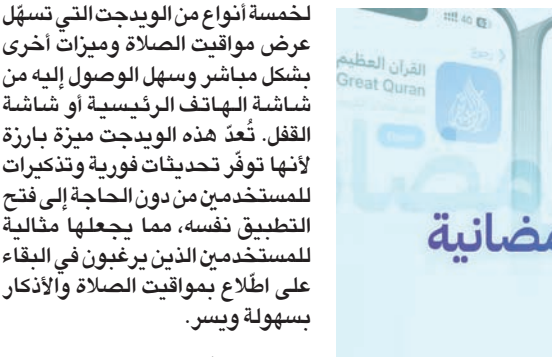 لخمسة أنواع من الويدجت التي تسهّل
عرض مواقيت الصلاة وميزات أخرى
بشكل مباشر وسهل الوصول إليه من
شاشة الهاتف الرئيسية أو شاشة
القفل. تُعدّ هذه الويدجت ميزة بارزة
لأنها توفّر تحديثات فورية وتذكيرات
للمستخدمين من دون الحاجة إلى فتح
التطبيق نفسه، مما يجعلها مثالية
للمستخدمين الذين يرغبون في البقاء
على اطّلاع بمواقيت الصلاة والأذكار
بسهولة ويسر.
4G
رجوع
القرآن العظيم
Great Quran